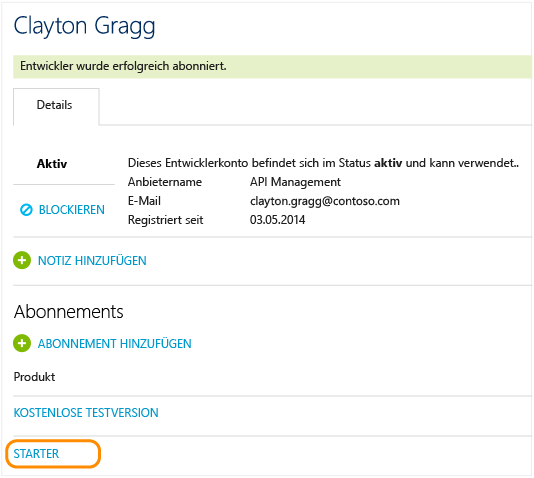 Clayton Gragg
Entwickler wurde erfolgreich abonniert.
Details
Aktiv
Dieses Entwicklerkonto befindet sich im Status aktiv und kann verwendet..
Anbietername API Management
E-Mail clayton.gragg@contoso.com
Registriert seit 03.05.2014
BLOCKIEREN
NOTIZ HINZUFÜGEN
Abonnements
ABONNEMENT HINZUFÜGEN
Produkt
KOSTENLOSE TESTVERSION
STARTER